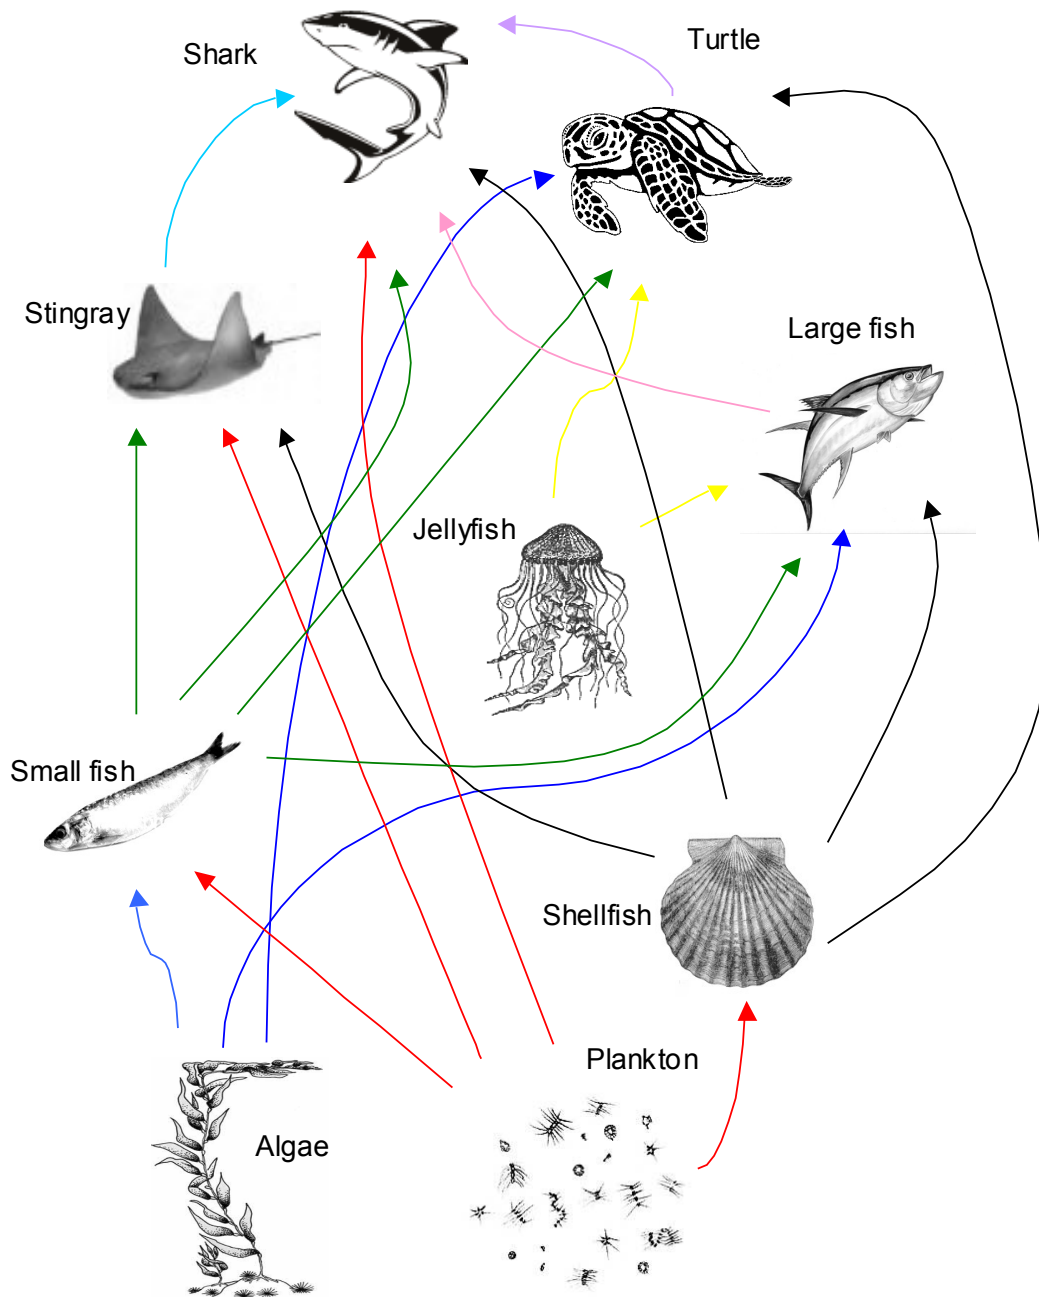 Turtle
Shark
Stingray
Large fish
Jellyfish
Small fish
Shellfish
Plankton
Algae